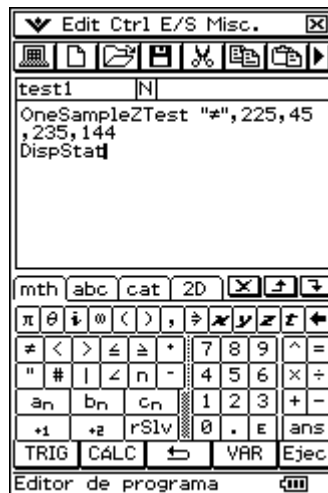 Edit Ctrl E/S Misc.
test1 N
OneSampleZTest "≠",225,45
,235,144
DispStat
mth abc cat 2D
π θ i ∞ ( ) , ⇒ x y z t ←
≠ < > ≤ ≥ 7 8 9 ^ =
" # | ∠ 4 5 6 × ÷
an bn cn 1 2 3 + -
+1 +2 rSlv 0 . E ans
TRIG CALC VAR Ejec
Editor de programa